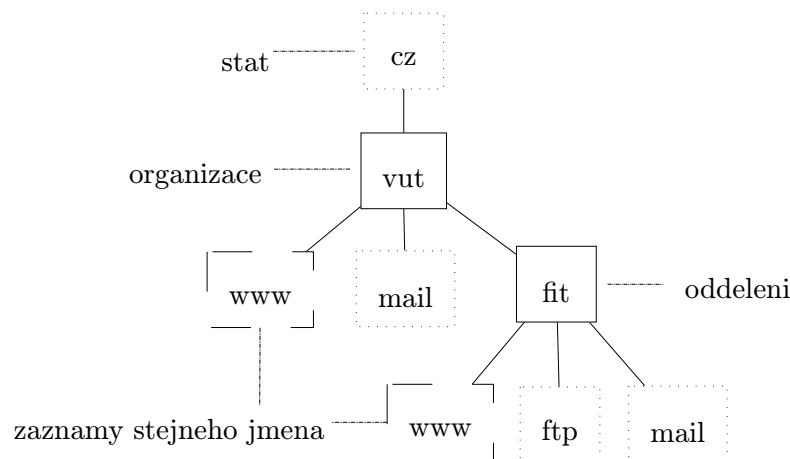 stat
cz
organizace
vut
www
mail
fit
oddeleni
zaznamy stejneho jmena
www
ftp
mail